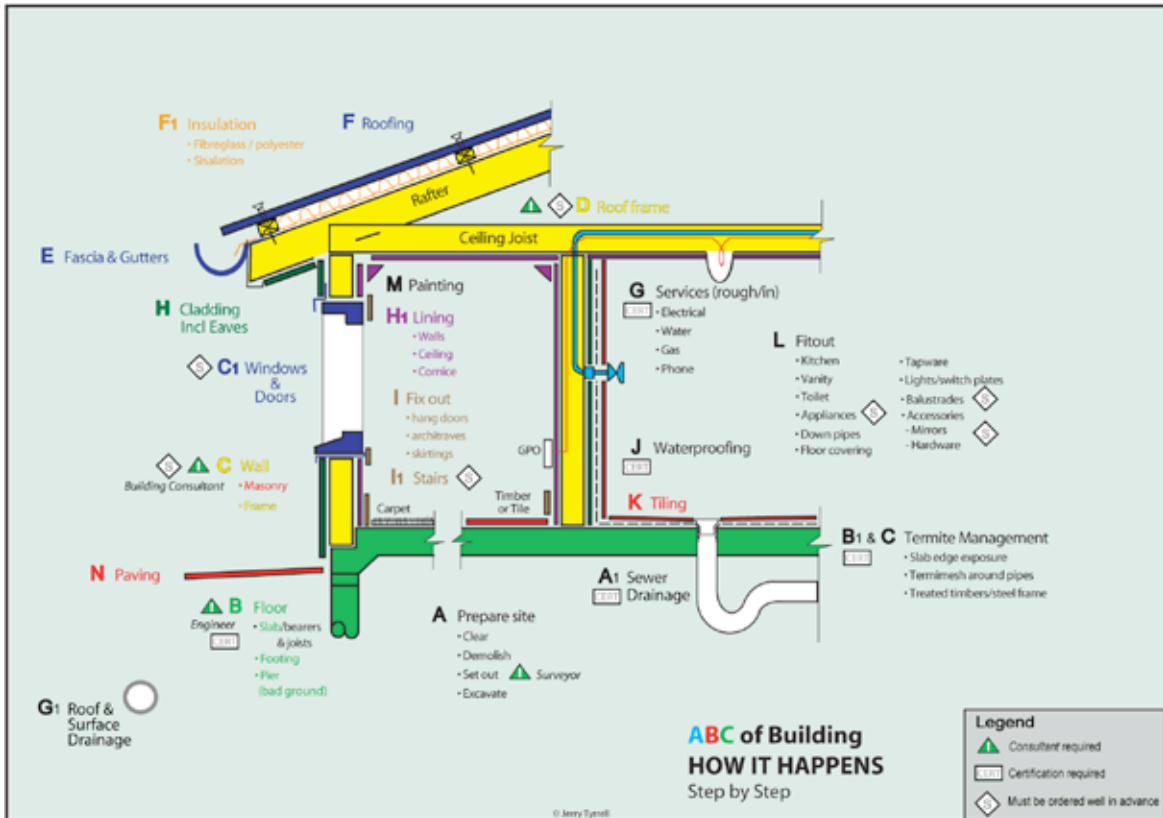 F1 Insulation
• Fibreglass / polyester
• Sisalation
F Roofing
Rafter
S D Roof frame
Ceiling Joist
E Fascia & Gutters
M Painting
H Cladding
Incl Eaves
H1 Lining
• Walls
• Ceiling
• Cornice
G Services (rough/in)
CERT • Electrical
• Water
• Gas
• Phone
S C1 Windows
&
Doors
L Fitout
• Kitchen
• Vanity
• Toilet
• Appliances S
• Down pipes
• Floor covering
• Tapware
• Lights/switch plates
• Balustrades S
• Accessories
- Mirrors S
- Hardware
I Fix out
• hang doors
• architraves
• skirtings
I1 Stairs S
GPO
J Waterproofing
CERT
S C Wall
Building Consultant • Masonry
• Frame
Carpet
Timber
or Tile
K Tiling
B1 & C Termite Management
CERT • Slab edge exposure
• Termimesh around pipes
• Treated timbers/steel frame
N Paving
A1 Sewer
CERT Drainage
B Floor
Engineer • Slab/bearers
CERT & joists
• Footing
• Pier
(bad ground)
A Prepare site
• Clear
• Demolish
• Set out Surveyor
• Excavate
G1 Roof &
Surface
Drainage
ABC of Building
HOW IT HAPPENS
Step by Step
Legend
Consultant required
CERT Certification required
S Must be ordered well in advance
© Jerry Tyrrell